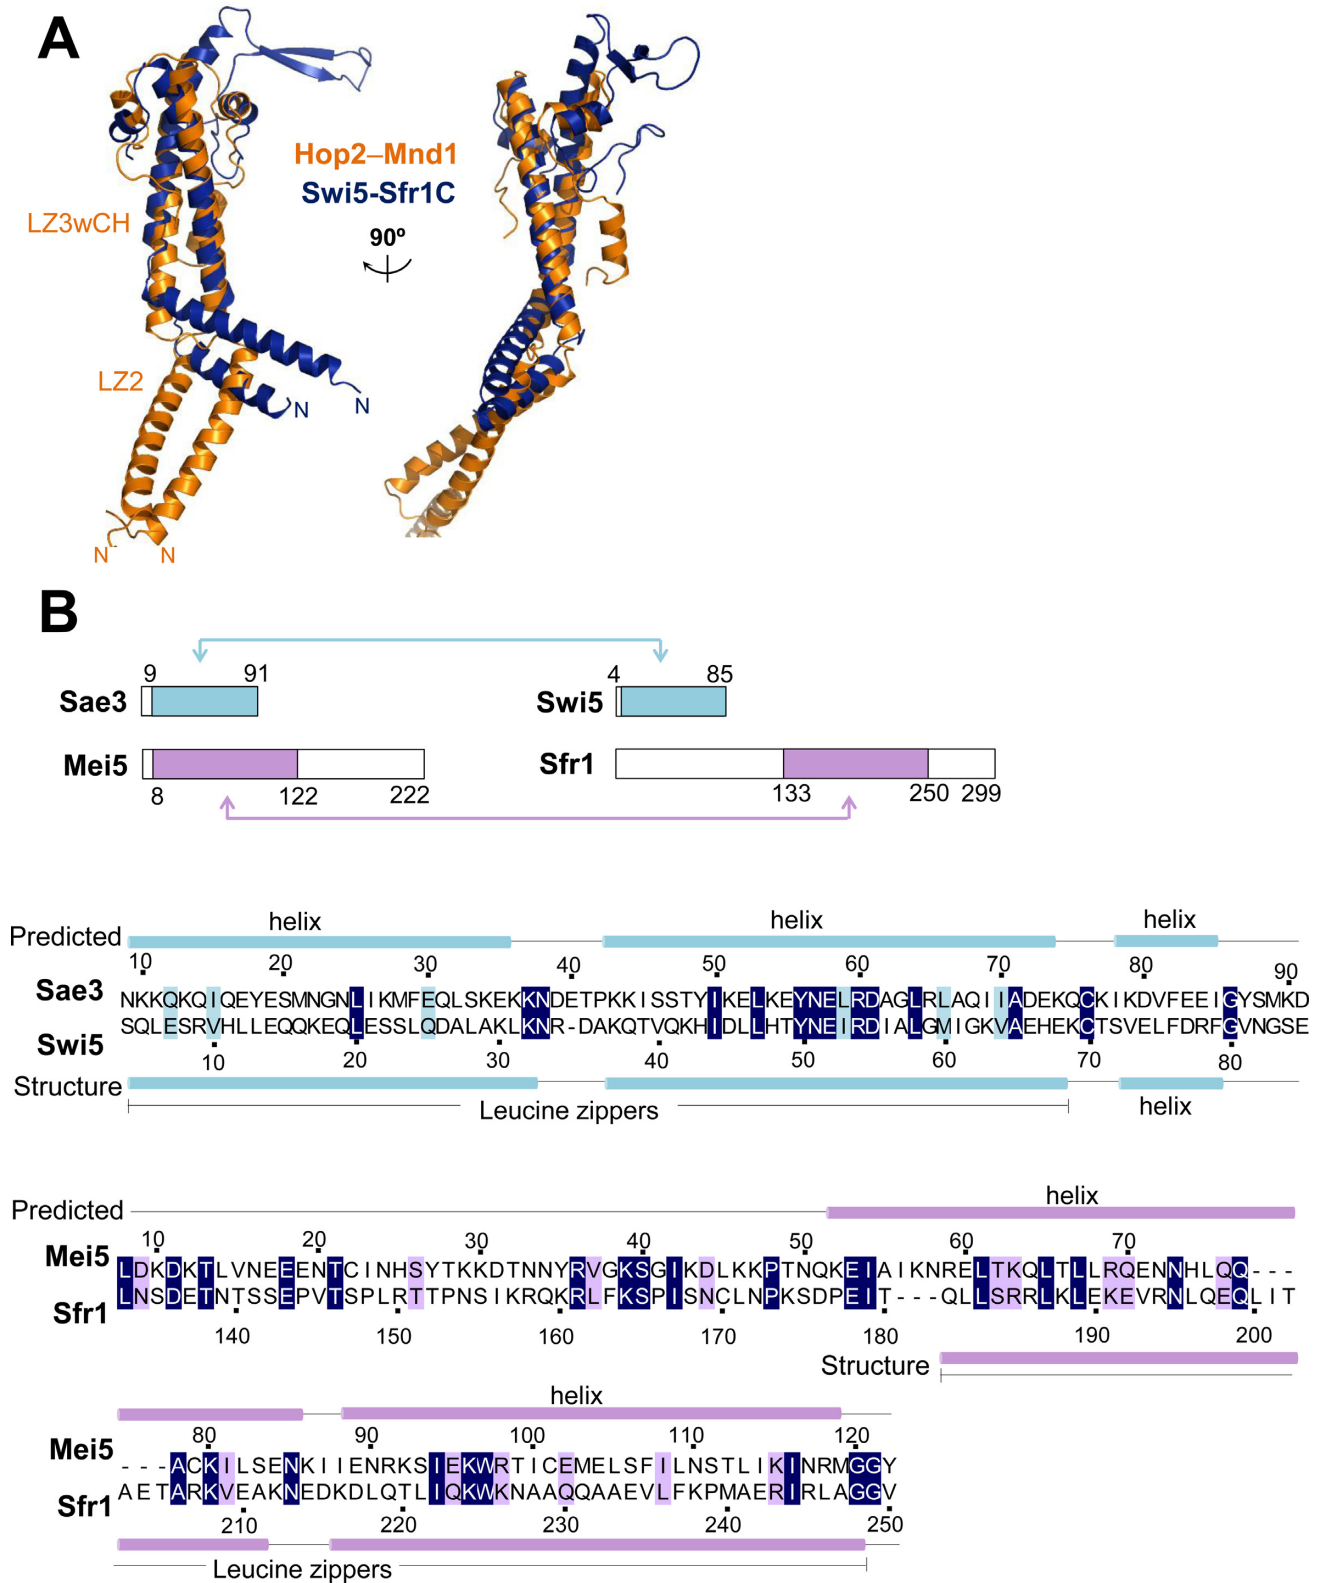 A
Hop2–Mnd1
Swi5-Sfr1C
90º
LZ3wCH
LZ2
N
N
N
N
B
9 91
Sae3
4 85
Swi5
Mei5
8 122 222
Sfr1
133 250 299
helix helix helix
Predicted
10 20 30 40 50 60 70 80 90
Sae3
NKKQKQIQEYESMNGNLIKMFEQLSKEKKNDETPKKISSTYIKELKEYNELRDAGLRLAQIIADEKQCKIKDVFEEIGYSMKD
SQLESRVHLLEQQKEQLESSLQDALAKLKNR-DAKQTVQKHIDLLHTYNEIRDIALGMIGKVAEHEKCTSVELFDRFGVNGSE
Swi5
10 20 30 40 50 60 70 80
Structure
Leucine zippers
helix
helix
Predicted
10 20 30 40 50 60 70
Mei5
LDKDKTLVNEEENTCINHSYTKKDTNNYRVGKSGIKDLKKPTNQKEIAIKNRELTKQLTLLRQENNHLQQ---
LNSDETNTSSEPVTSPLRTTPNSIKRQKRLFKSPISNCLNPKSDPEIT---QLLSRRLKLEKEVRNLQEQLIT
Sfr1
140 150 160 170 180 190 200
Structure
helix
80 90 100 110 120
Mei5
---ACKILSENKIIENRKSIEKWRTICEMELSFILNSTLIKINRMGGY
AETARKVEAKNEDKDLQTLIQKWKNAAQQAAEVLFKPMAERIRLAGGV
Sfr1
210 220 230 240 250
Leucine zippers